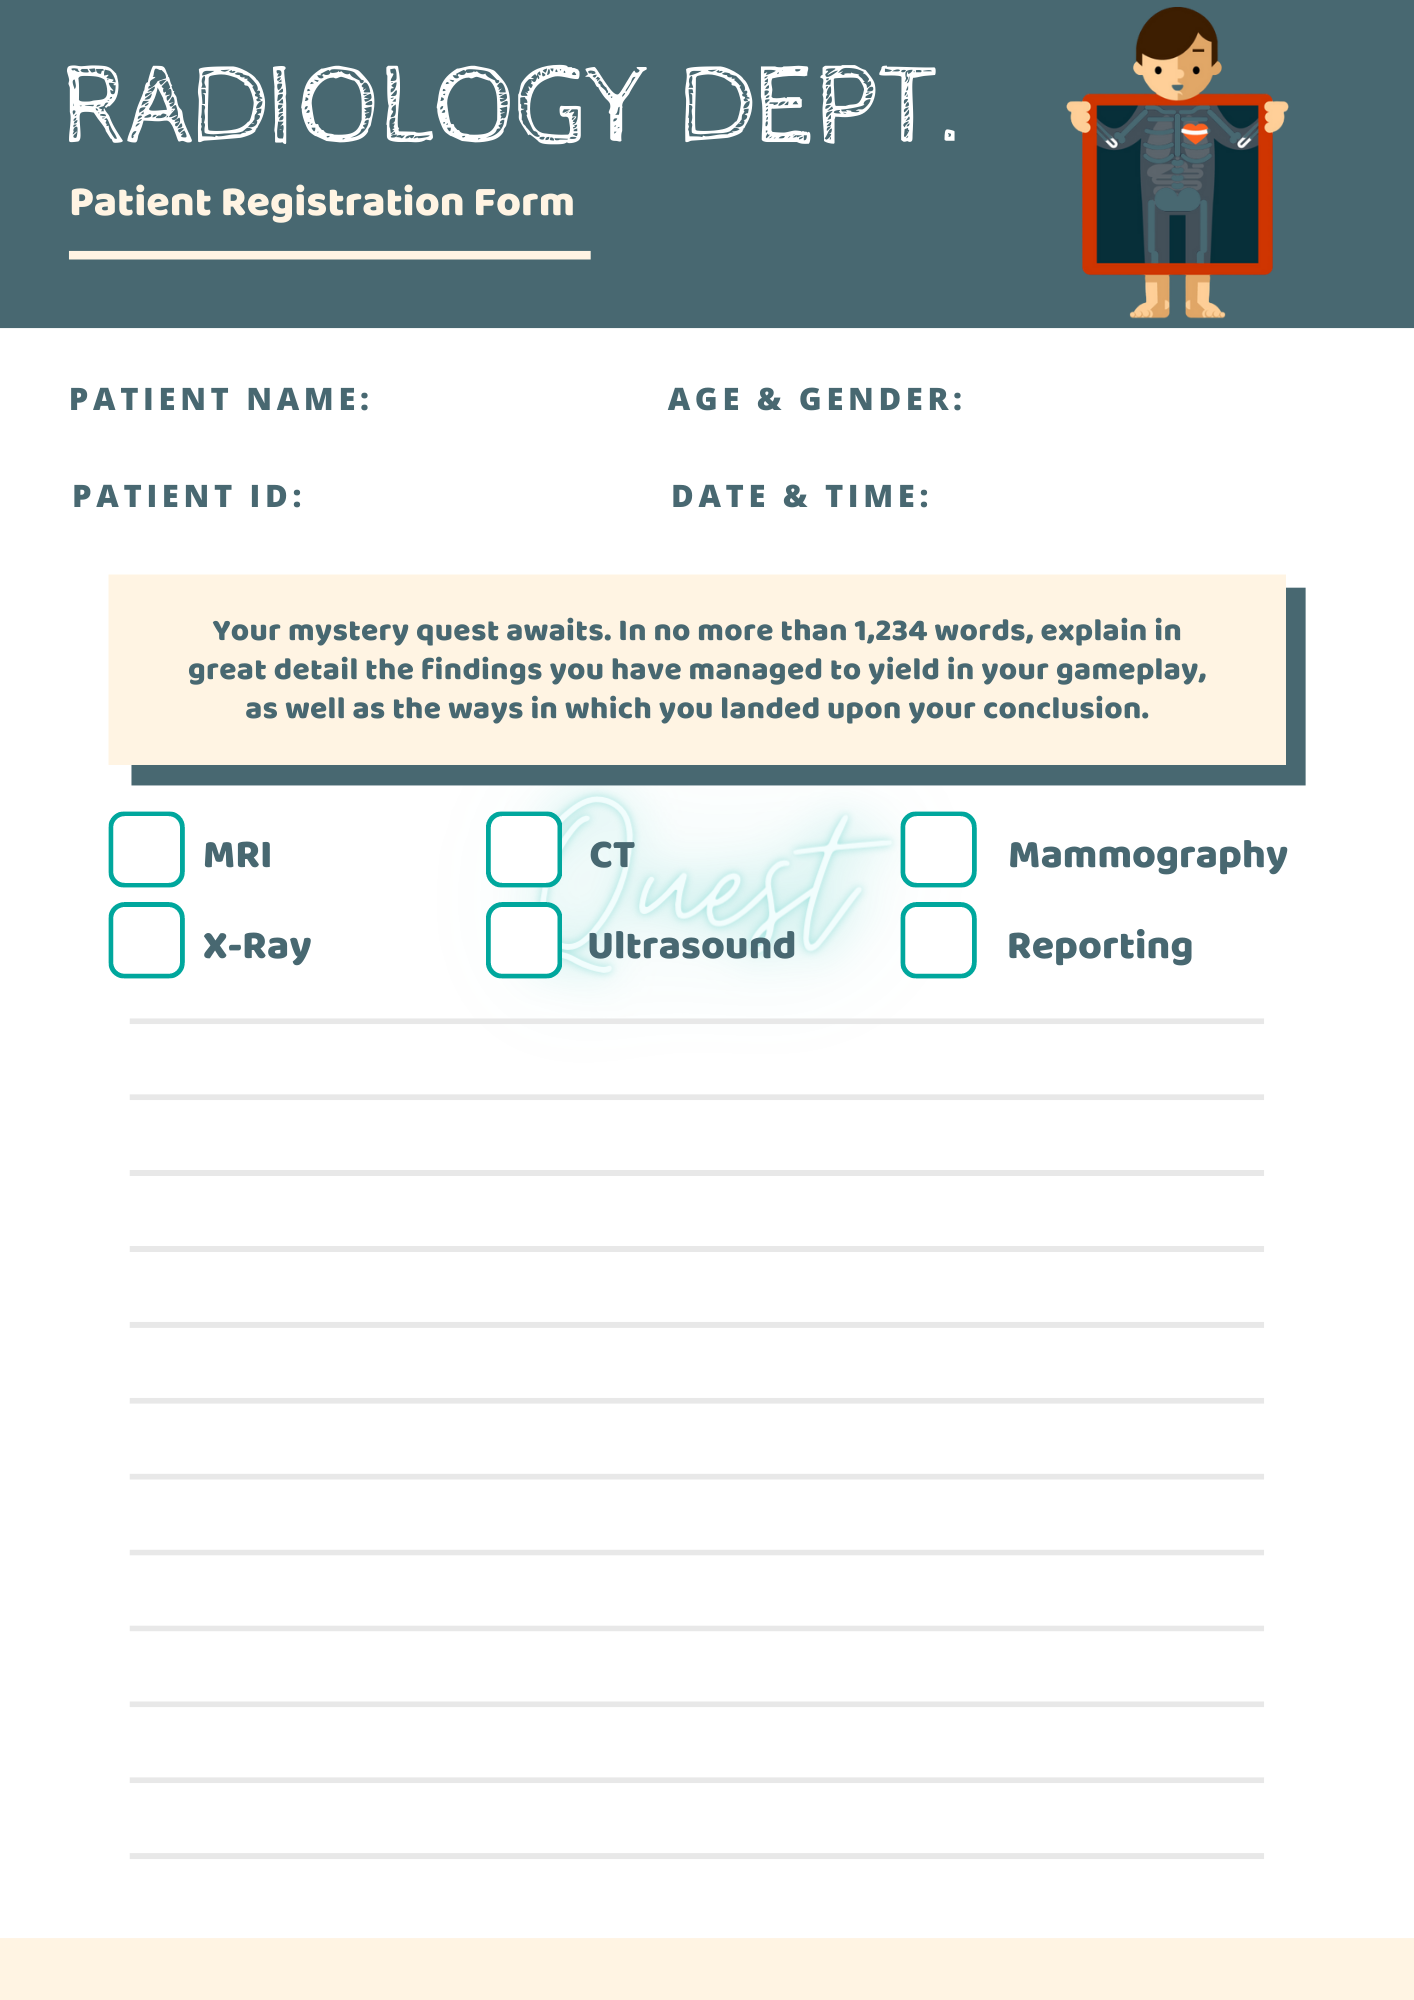 RADIOLOGY DEPT.
Patient Registration Form
PATIENT NAME:
AGE & GENDER:
PATIENT ID:
DATE & TIME:
Your mystery quest awaits. In no more than 1,234 words, explain in
great detail the findings you have managed to yield in your gameplay,
as well as the ways in which you landed upon your conclusion.
Quest
MRI
CT
Mammography
X-Ray
Ultrasound
Reporting